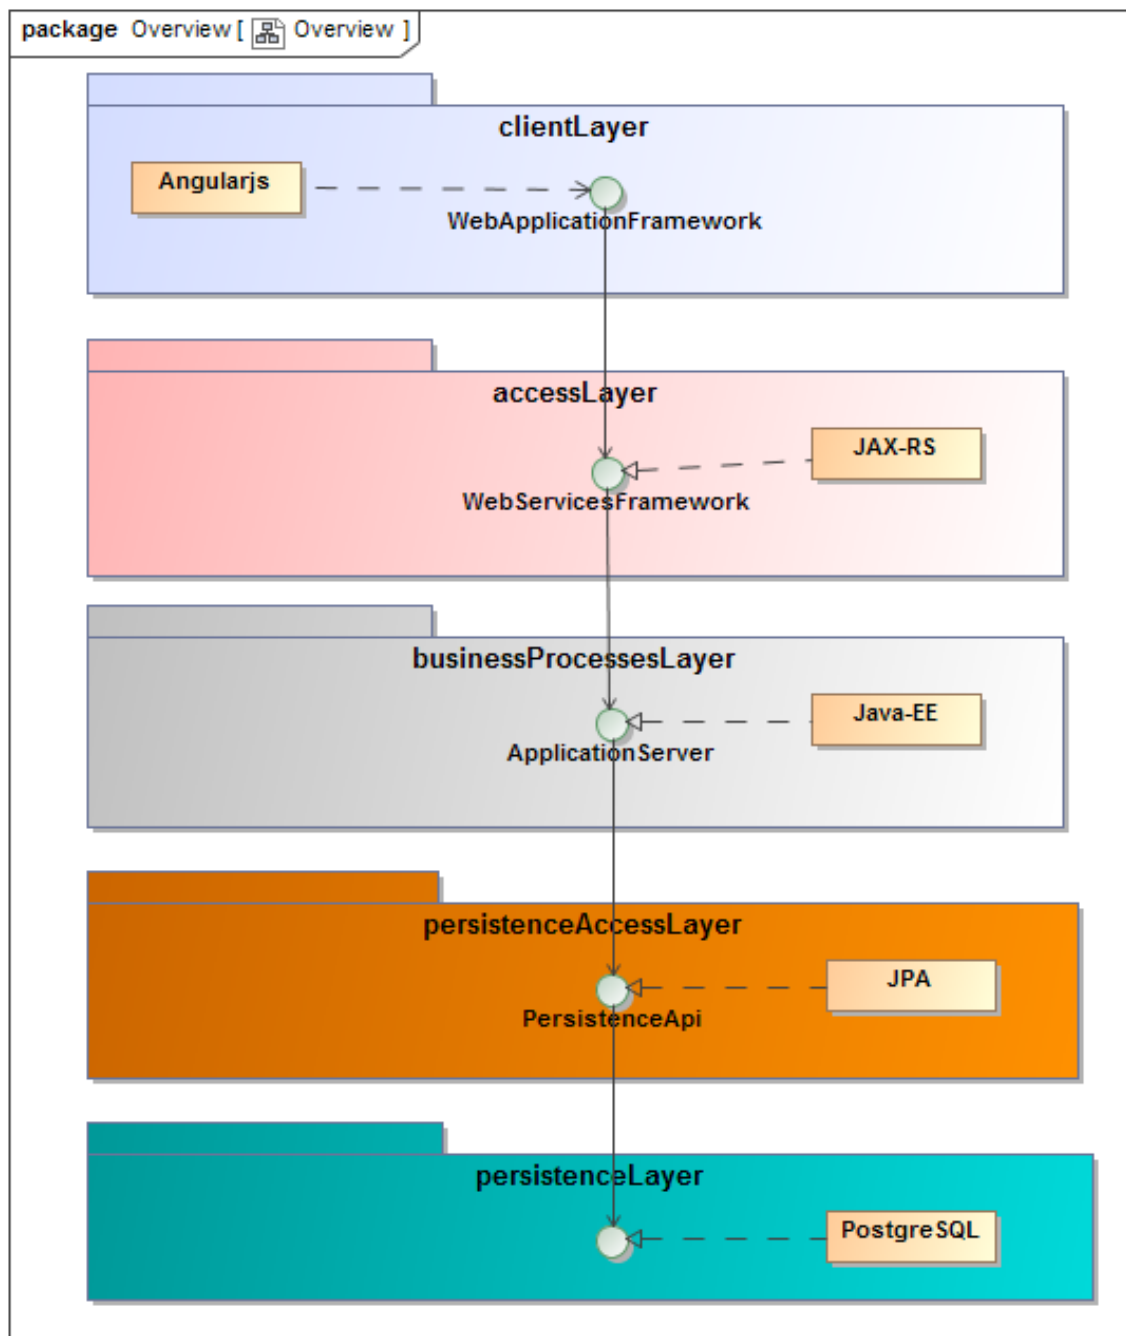 package Overview [ Overview ]
clientLayer
Angularjs
WebApplicationFramework
accessLayer
JAX-RS
WebServicesFramework
businessProcessesLayer
Java-EE
ApplicationServer
persistenceAccessLayer
JPA
PersistenceApi
persistenceLayer
PostgreSQL